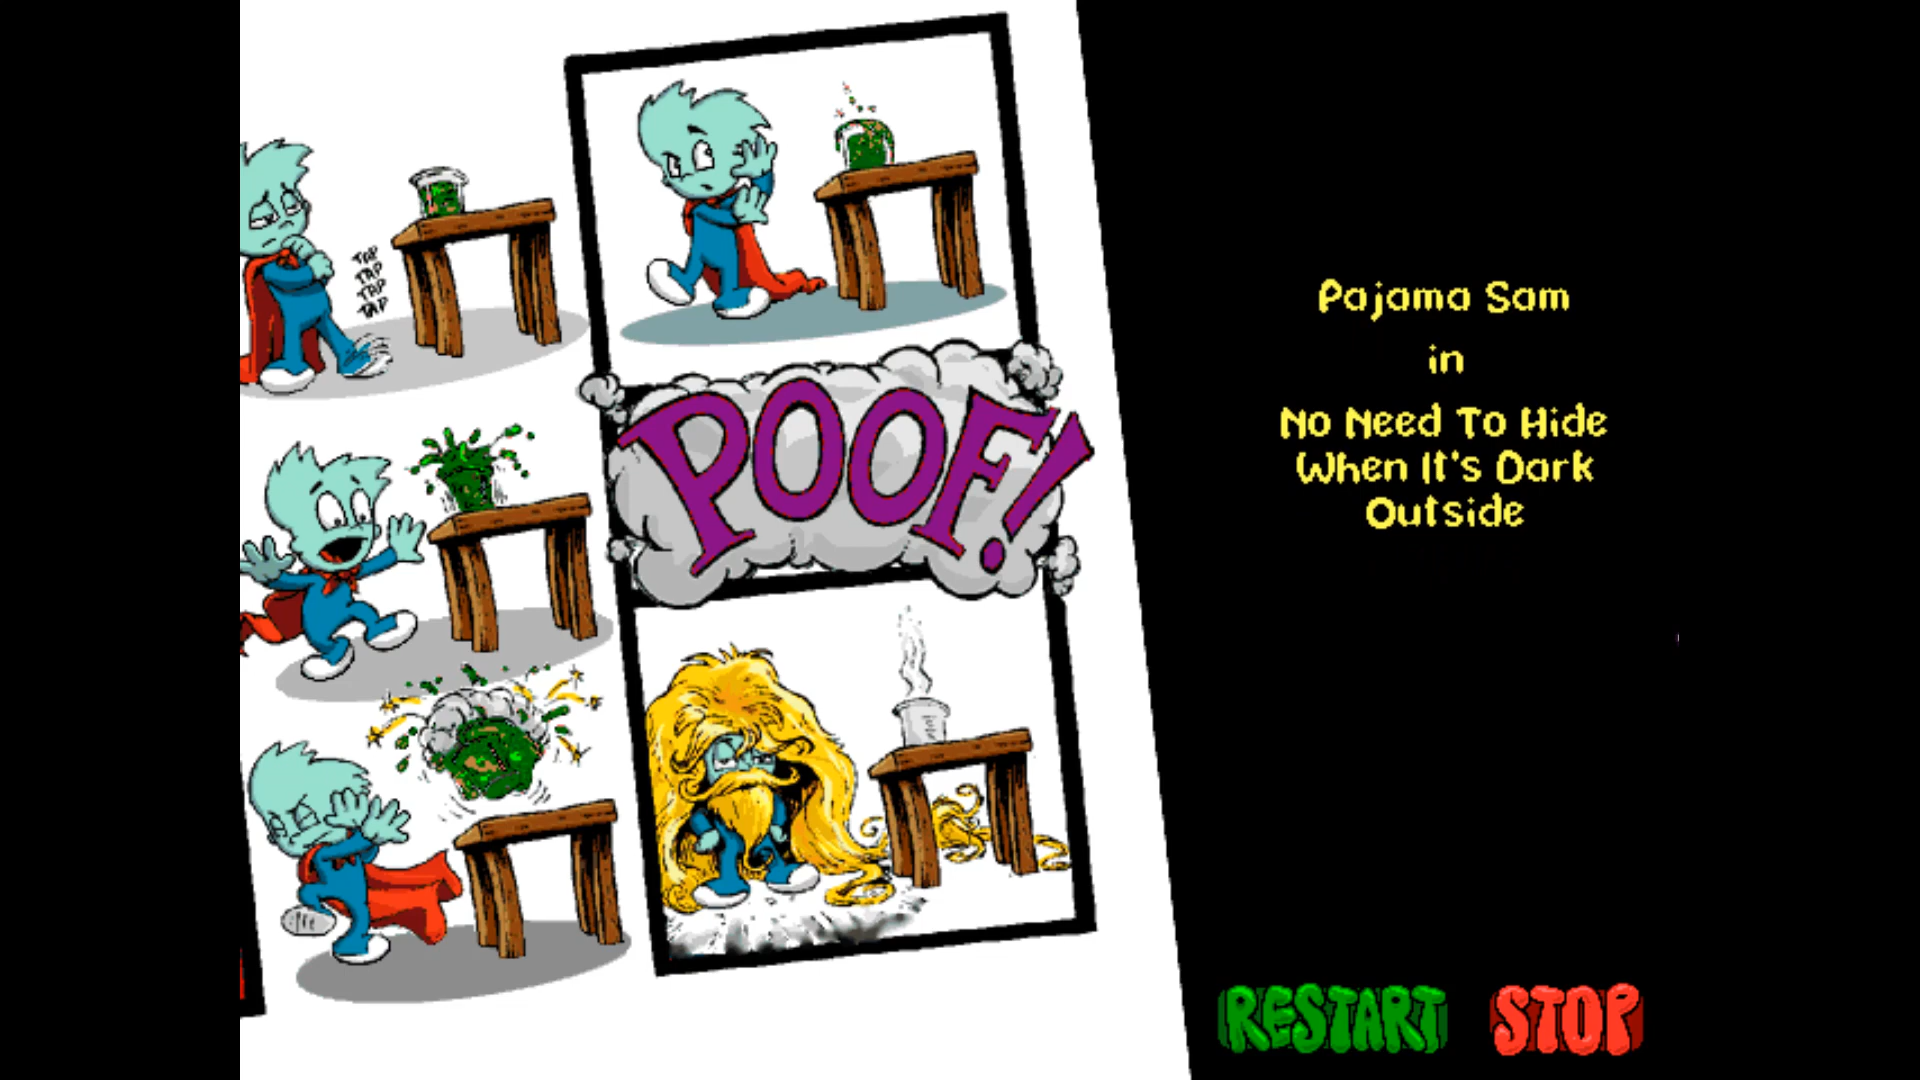 TAP
TAP
TAP
TAP
POOF!
Pajama Sam
in
No Need To Hide
When It's Dark
Outside
RESTART STOP